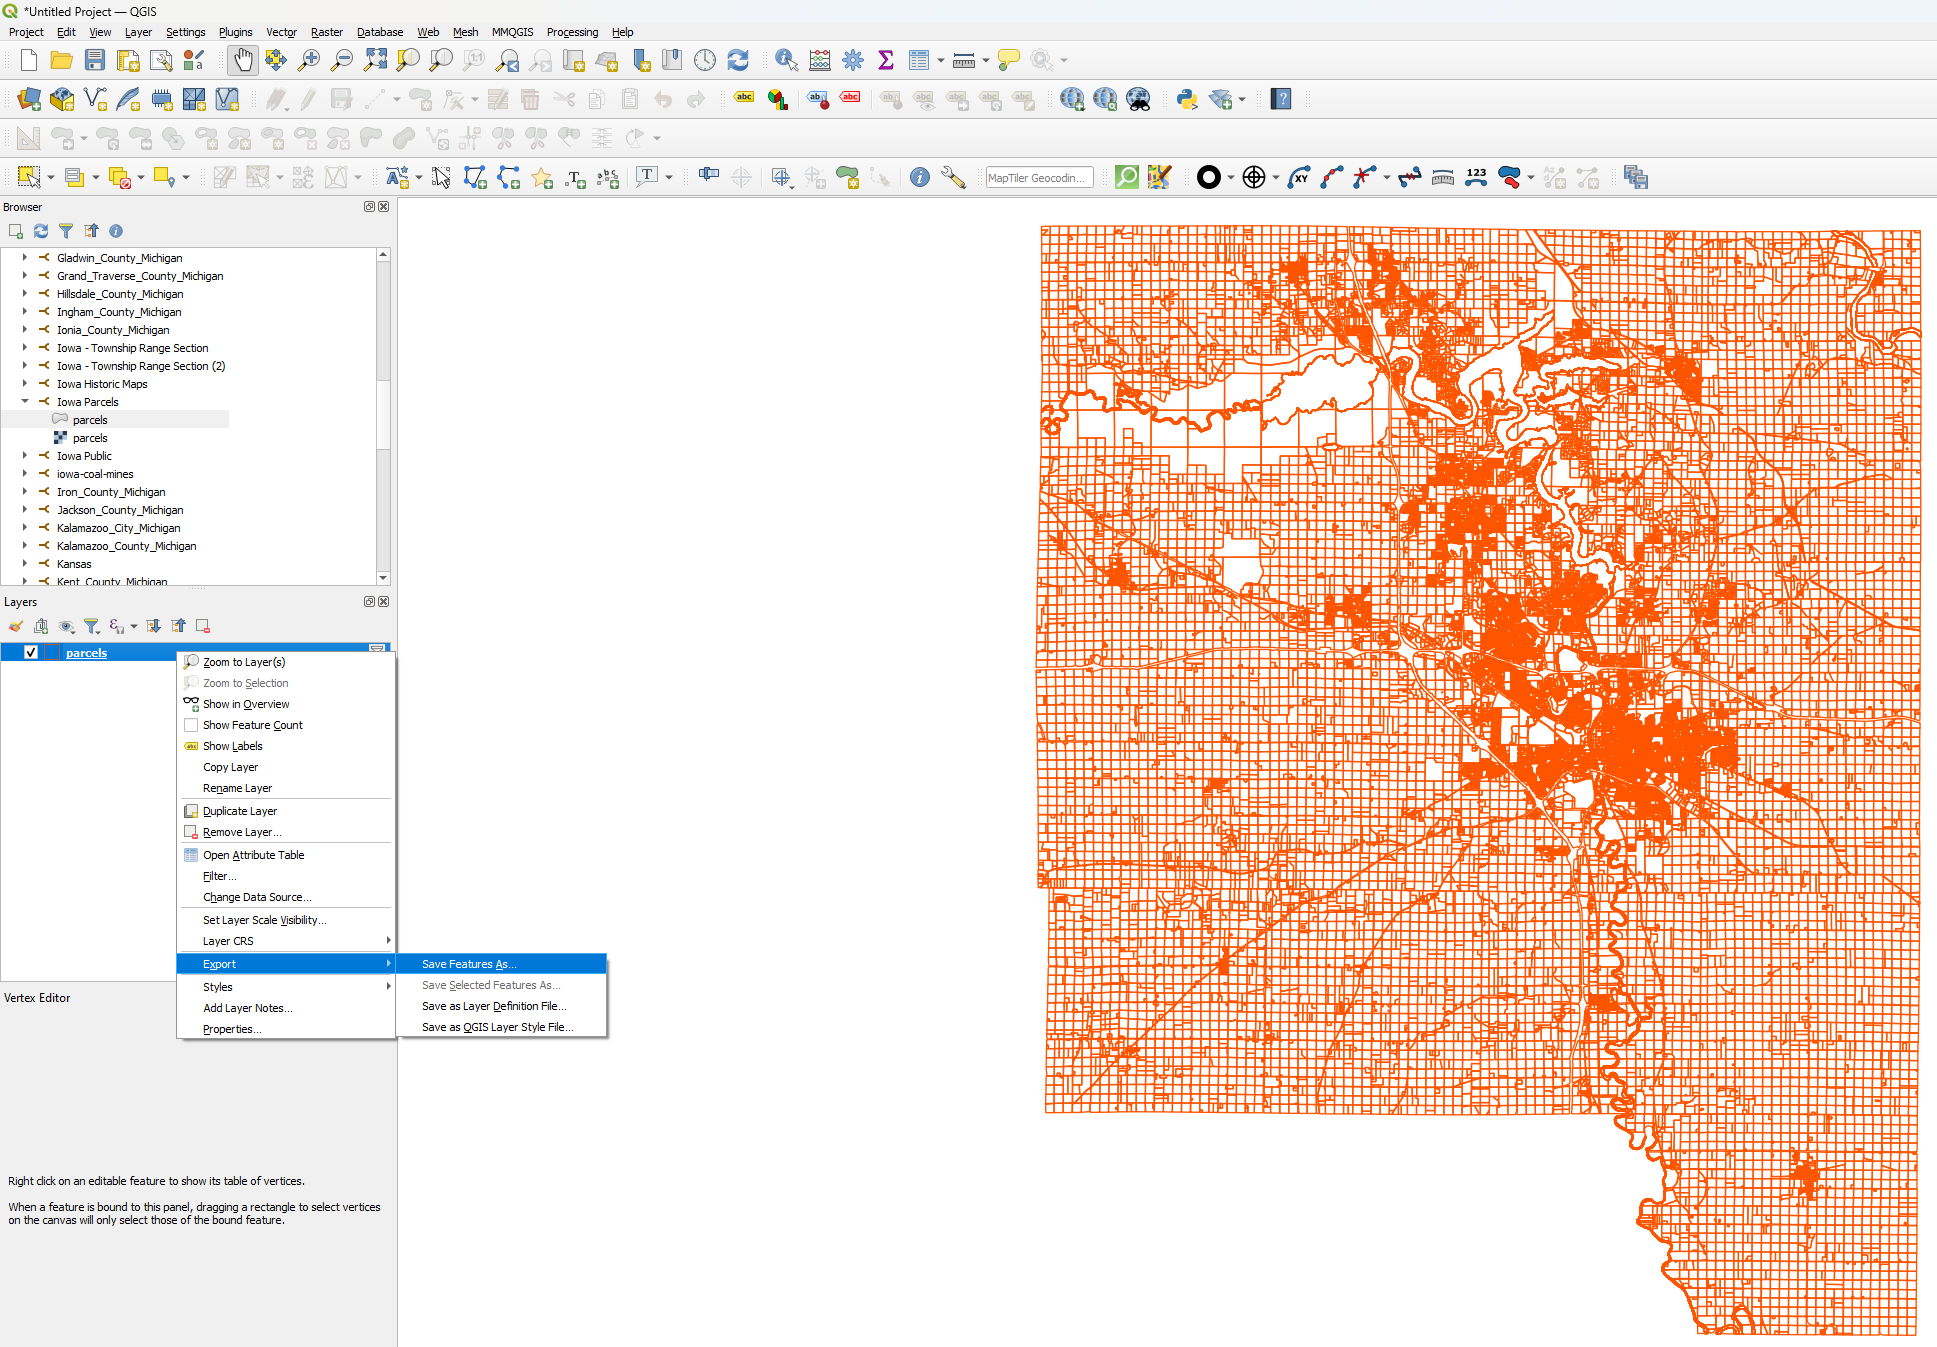 *Untitled Project — QGIS
Project Edit View Layer Settings Plugins Vector Raster Database Web Mesh MMQGIS Processing Help
MapTiler Geocodin...
123
Browser
Gladwin_County_Michigan
Grand_Traverse_County_Michigan
Hillsdale_County_Michigan
Ingham_County_Michigan
Ionia_County_Michigan
Iowa - Township Range Section
Iowa - Township Range Section (2)
Iowa Historic Maps
Iowa Parcels
parcels
parcels
Iowa Public
iowa-coal-mines
Iron_County_Michigan
Jackson_County_Michigan
Kalamazoo_City_Michigan
Kalamazoo_County_Michigan
Kansas
Kent_County_Michigan
Layers
parcels
Zoom to Layer(s)
Zoom to Selection
Show in Overview
Show Feature Count
Show Labels
Copy Layer
Rename Layer
Duplicate Layer
Remove Layer...
Open Attribute Table
Filter...
Change Data Source...
Set Layer Scale Visibility...
Layer CRS
Export
Save Features As...
Save Selected Features As...
Save as Layer Definition File...
Save as QGIS Layer Style File...
Styles
Add Layer Notes...
Properties...
Vertex Editor
Right click on an editable feature to show its table of vertices.
When a feature is bound to this panel, dragging a rectangle to select vertices
on the canvas will only select those of the bound feature.